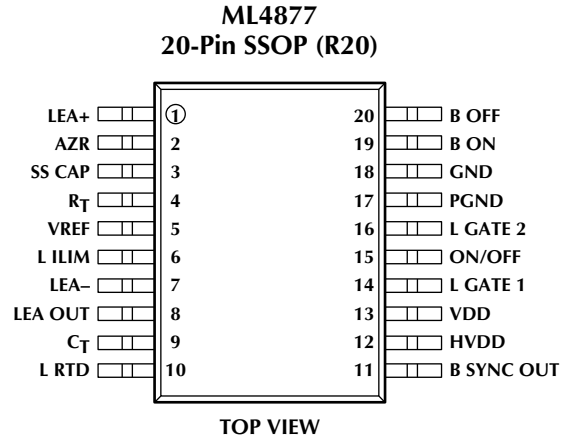 ML4877
20-Pin SSOP (R20)
LEA+ 1 20 B OFF
AZR 2 19 B ON
SS CAP 3 18 GND
RT 4 17 PGND
VREF 5 16 L GATE 2
L ILIM 6 15 ON/OFF
LEA– 7 14 L GATE 1
LEA OUT 8 13 VDD
CT 9 12 HVDD
L RTD 10 11 B SYNC OUT
TOP VIEW